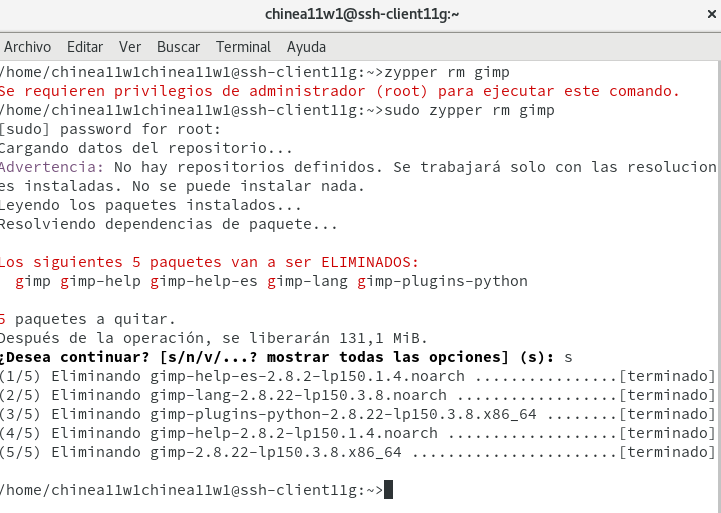 chinea11w1@ssh-client11g:~
Archivo Editar Ver Buscar Terminal Ayuda
/home/chinea11w1chinea11w1@ssh-client11g:~>zypper rm gimp
Se requieren privilegios de administrador (root) para ejecutar este comando.
/home/chinea11w1chinea11w1@ssh-client11g:~>sudo zypper rm gimp
[sudo] password for root:
Cargando datos del repositorio...
Advertencia: No hay repositorios definidos. Se trabajará solo con las resolucion
es instaladas. No se puede instalar nada.
Leyendo los paquetes instalados...
Resolviendo dependencias de paquete...
Los siguientes 5 paquetes van a ser ELIMINADOS:
gimp gimp-help gimp-help-es gimp-lang gimp-plugins-python
5 paquetes a quitar.
Después de la operación, se liberarán 131,1 MiB.
¿Desea continuar? [s/n/v/...? mostrar todas las opciones] (s): s
(1/5) Eliminando gimp-help-es-2.8.2-lp150.1.4.noarch ................[terminado]
(2/5) Eliminando gimp-lang-2.8.22-lp150.3.8.noarch ..................[terminado]
(3/5) Eliminando gimp-plugins-python-2.8.22-lp150.3.8.x86_64 ........[terminado]
(4/5) Eliminando gimp-help-2.8.2-lp150.1.4.noarch ...................[terminado]
(5/5) Eliminando gimp-2.8.22-lp150.3.8.x86_64 .......................[terminado]
/home/chinea11w1chinea11w1@ssh-client11g:~>